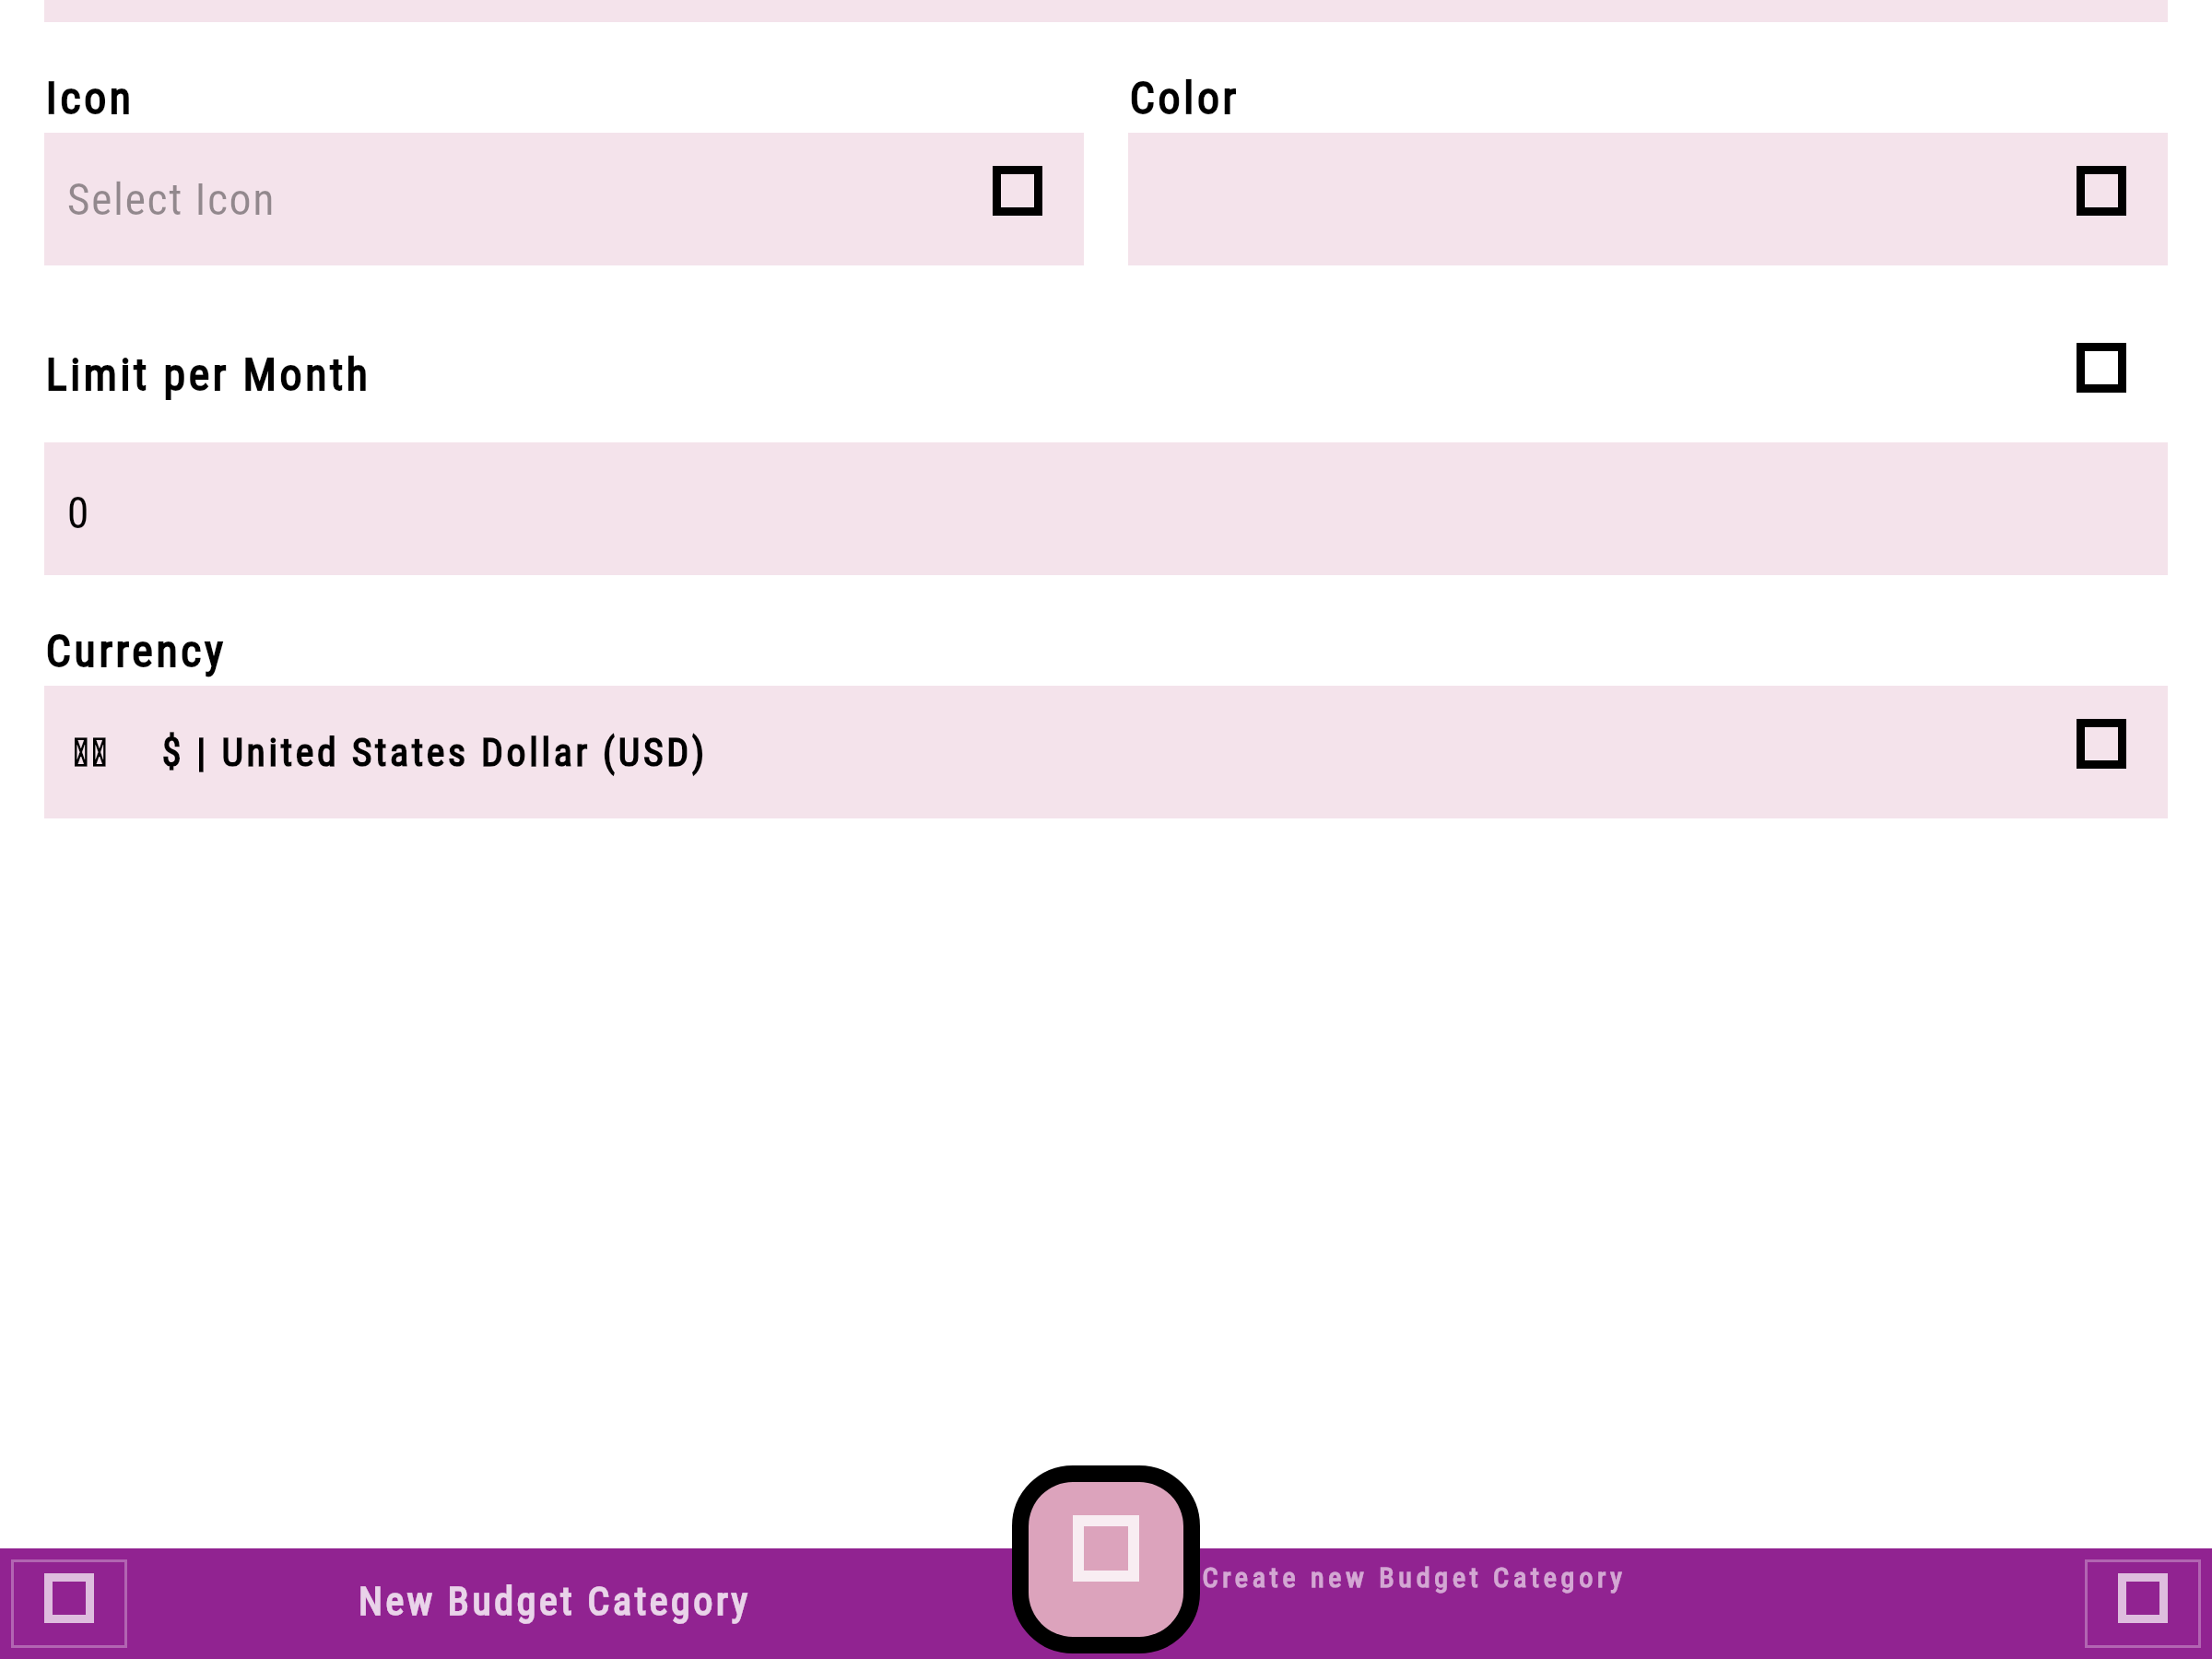 Icon
Color
Select Icon
Limit per Month
0
Currency
$ | United States Dollar (USD)
New Budget Category
Create new Budget Category